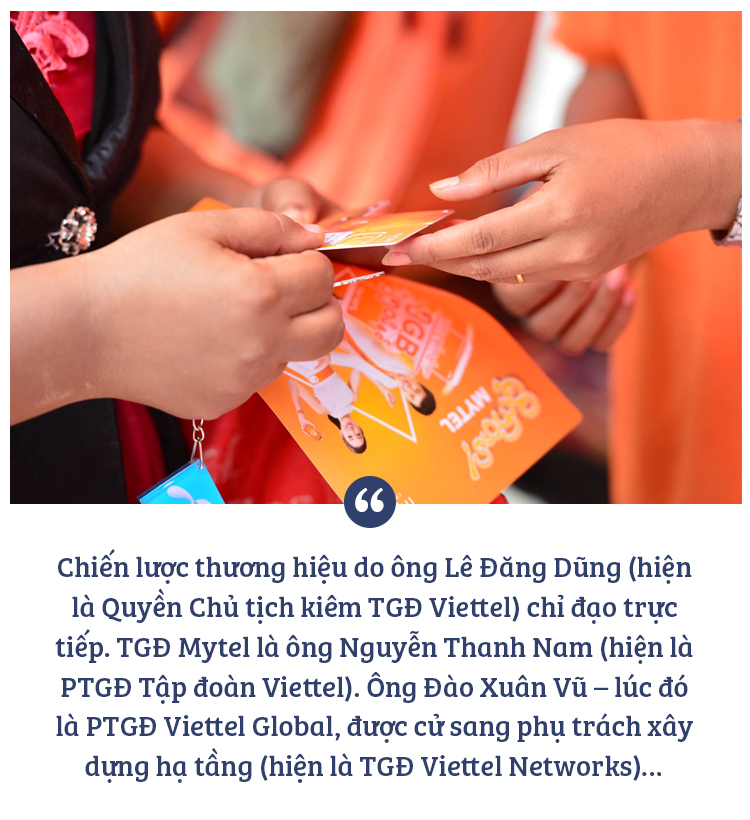 GB
MYTEL
Chiến lược thương hiệu do ông Lê Đăng Dũng (hiện
là Quyền Chủ tịch kiêm TGĐ Viettel) chỉ đạo trực
tiếp. TGĐ Mytel là ông Nguyễn Thanh Nam (hiện là
PTGĐ Tập đoàn Viettel). Ông Đào Xuân Vũ – lúc đó
là PTGĐ Viettel Global, được cử sang phụ trách xây
dựng hạ tầng (hiện là TGĐ Viettel Networks)...